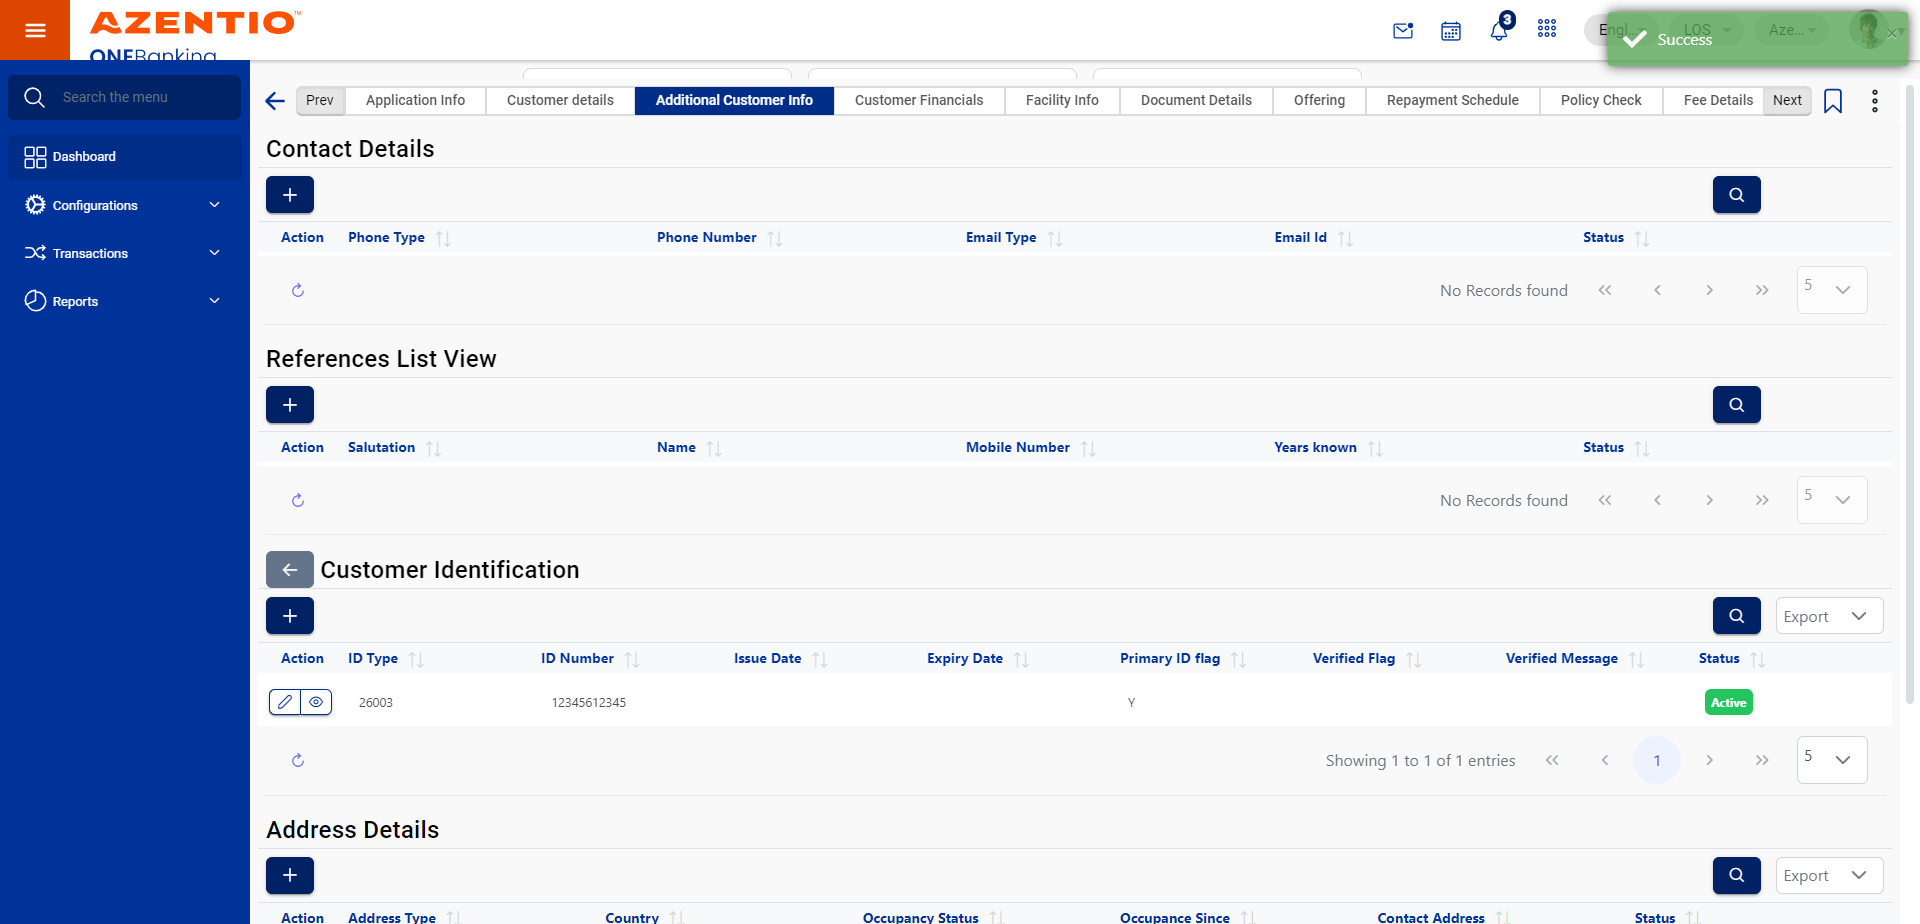 AZENTIO™
ONEBanking
3
Engl...
LOS
Aze...
Success
Search the menu
Dashboard
Configurations
Transactions
Reports
Prev
Application Info
Customer details
Additional Customer Info
Customer Financials
Facility Info
Document Details
Offering
Repayment Schedule
Policy Check
Fee Details
Next
Contact Details
Action Phone Type Phone Number Email Type Email Id Status
No Records found
5
References List View
Action Salutation Name Mobile Number Years known Status
No Records found
5
Customer Identification
Export
Action ID Type ID Number Issue Date Expiry Date Primary ID flag Verified Flag Verified Message Status
26003 12345612345 Y Active
Showing 1 to 1 of 1 entries
1
5
Address Details
Export
Action Address Type Country Occupancy Status Occupance Since Contact Address Status